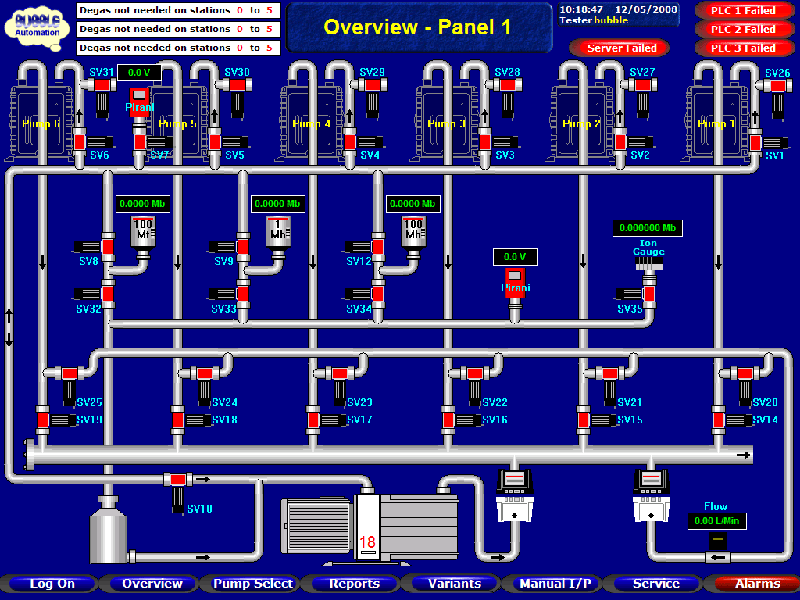 BUBBLE
Automation
Degas not needed on stations 0 to 5
Degas not needed on stations 0 to 5
Degas not needed on stations 0 to 5
Overview - Panel 1
10:10:47 12/05/2000
Tester bubble
Server Failed
PLC 1 Failed
PLC 2 Failed
PLC 3 Failed
SV31 0.0 V SV30 SV29 SV28 SV27 SV26
Pirani
Pump 6 Pump 5 Pump 4 Pump 3 Pump 2 Pump 1
SV6 SV7 SV5 SV4 SV3 SV2 SV1
0.0000 Mb 0.0000 Mb 0.0000 Mb
100 1 100
0.000000 Mb
Ion
Gauge
SV8 SV9 SV12
0.0 V
Pirani
SV32 SV33 SV34 SV35
SV25 SV24 SV23 SV22 SV21 SV20
SV19 SV18 SV17 SV16 SV15 SV14
SV10
Flow
0.00 L/Min
18
Log On Overview Pump Select Reports Variants Manual I/P Service Alarms